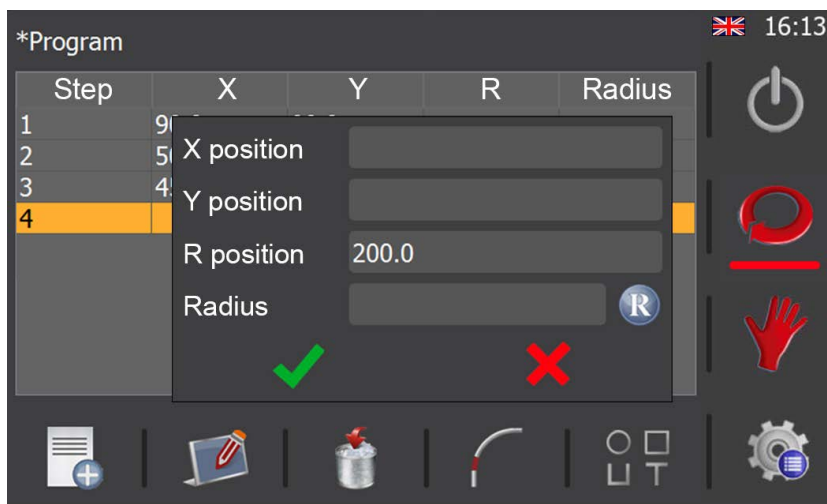 *Program
16:13
Step X Y R Radius
1
2
3
4
X position
Y position
R position 200.0
Radius
R